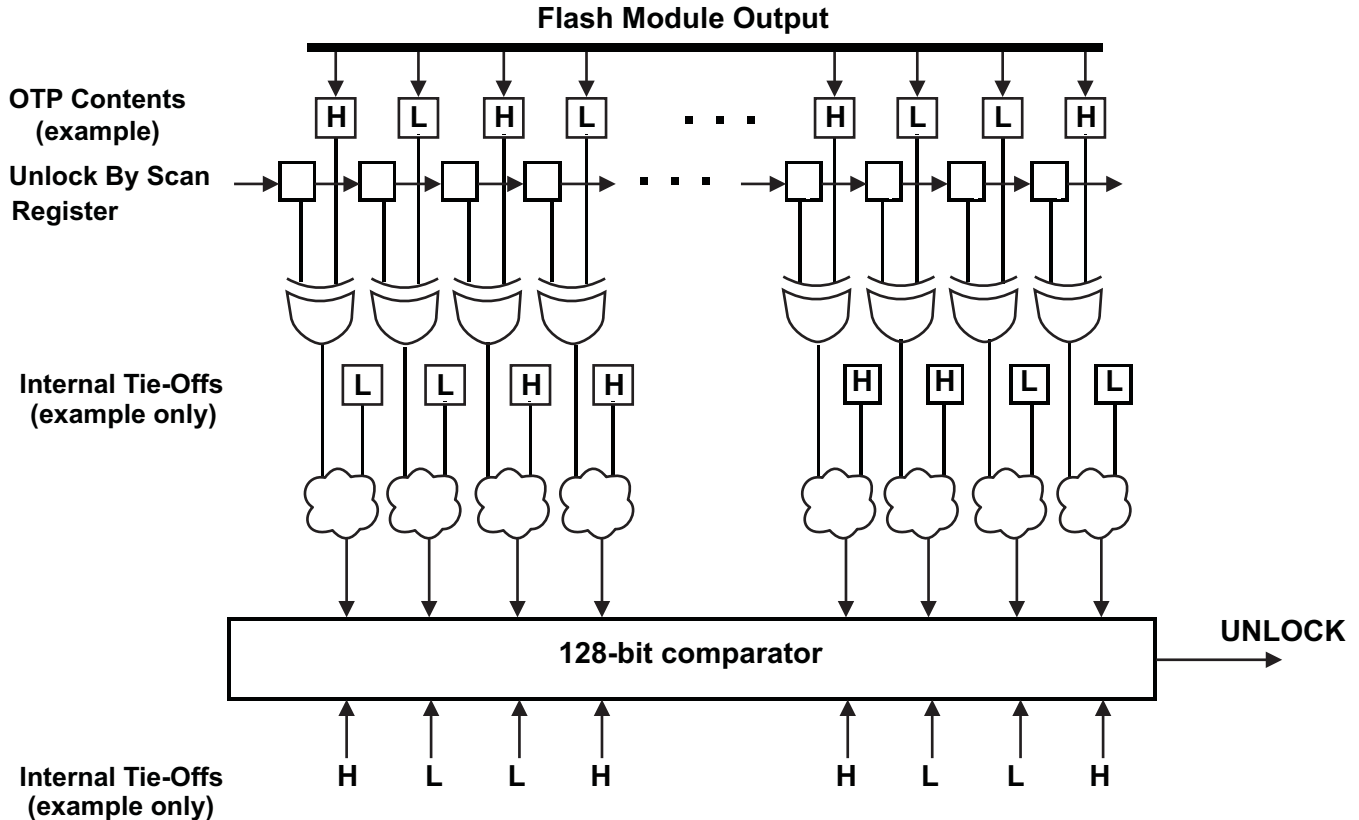 Flash Module Output
OTP Contents
(example)
H L H L . . . H L L H
Unlock By Scan
Register
. . .
Internal Tie-Offs
(example only)
L L H H H H L L
128-bit comparator
UNLOCK
Internal Tie-Offs
(example only)
H L L H H L L H